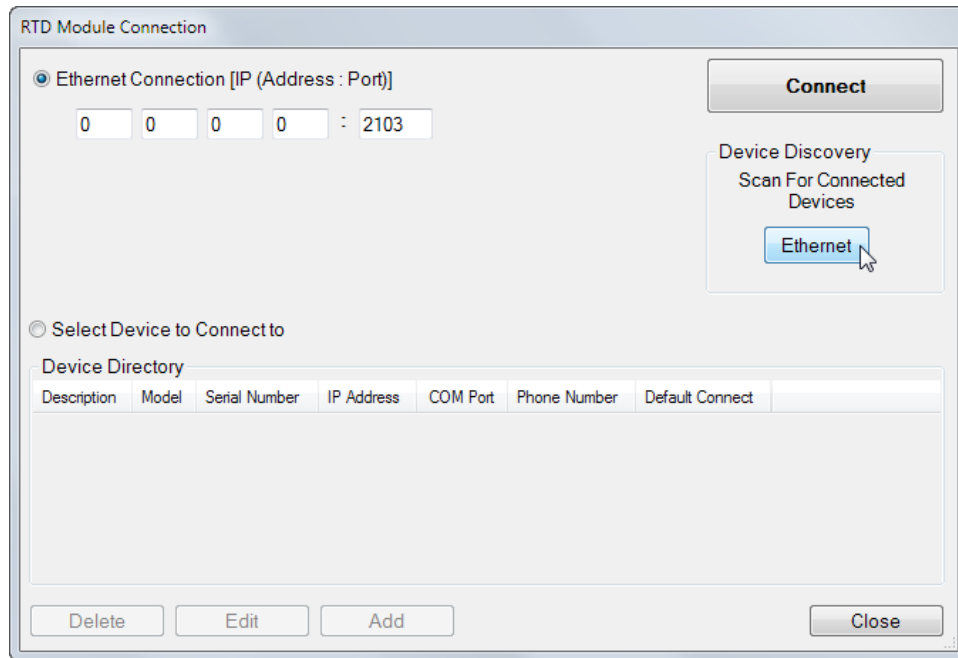 RTD Module Connection
Ethernet Connection [IP (Address : Port)]
0 0 0 0 : 2103
Connect
Device Discovery
Scan For Connected
Devices
Ethernet
Select Device to Connect to
Device Directory
Description Model Serial Number IP Address COM Port Phone Number Default Connect
Delete Edit Add Close